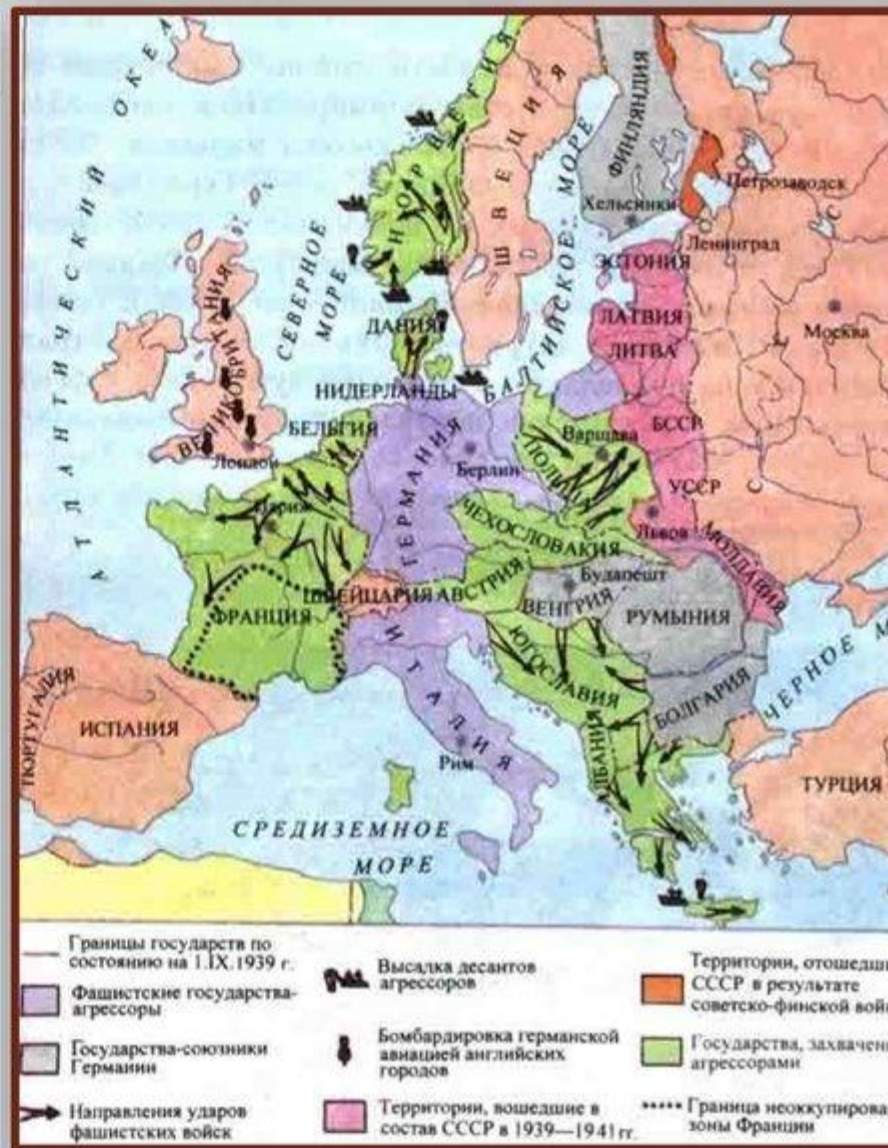 АТЛАНТИЧЕСКИЙ ОКЕА
СЕВЕРНОЕ
МОРЕ
НОРВЕГИЯ
ШВЕЦИЯ
ФИНЛЯНДИЯ
БАЛТИЙСКОЕ МОРЕ
Хельсинки
Петрозаводск
Ленинград
ЭСТОНИЯ
ЛАТВИЯ
ЛИТВА
Москва
С С С
ДАНИЯ
ВЕЛИКОБРИТАНИЯ
Лондон
НИДЕРЛАНДЫ
БЕЛЬГИЯ
ГЕРМАНИЯ
Берлин
Варшава
ПОЛЬША
БССР
УССР
Львов
МОЛДАВИЯ
Париж
ЧЕХОСЛОВАКИЯ
Будапешт
ФРАНЦИЯ
ШВЕЙЦАРИЯ
АВСТРИЯ
ВЕНГРИЯ
РУМЫНИЯ
ИТАЛИЯ
Рим
ЮГОСЛАВИЯ
БОЛГАРИЯ
АЛБАНИЯ
ЧЕРНОЕ М
ПОРТУГАЛИЯ
ИСПАНИЯ
ТУРЦИЯ
СРЕДИЗЕМНОЕ
МОРЕ
Границы государств по
состоянию на 1.IX.1939 г.
Фашистские государства-
агрессоры
Государства-союзники
Германии
Направления ударов
фашистских войск
Высадка десантов
агрессоров
Бомбардировка германской
авиацией английских
городов
Территории, вошедшие в
состав СССР в 1939—1941 гг.
Территории, отошедши
СССР в результате
советско-финской вой
Государства, захвачен
агрессорами
Граница неоккупирова
зоны Франции